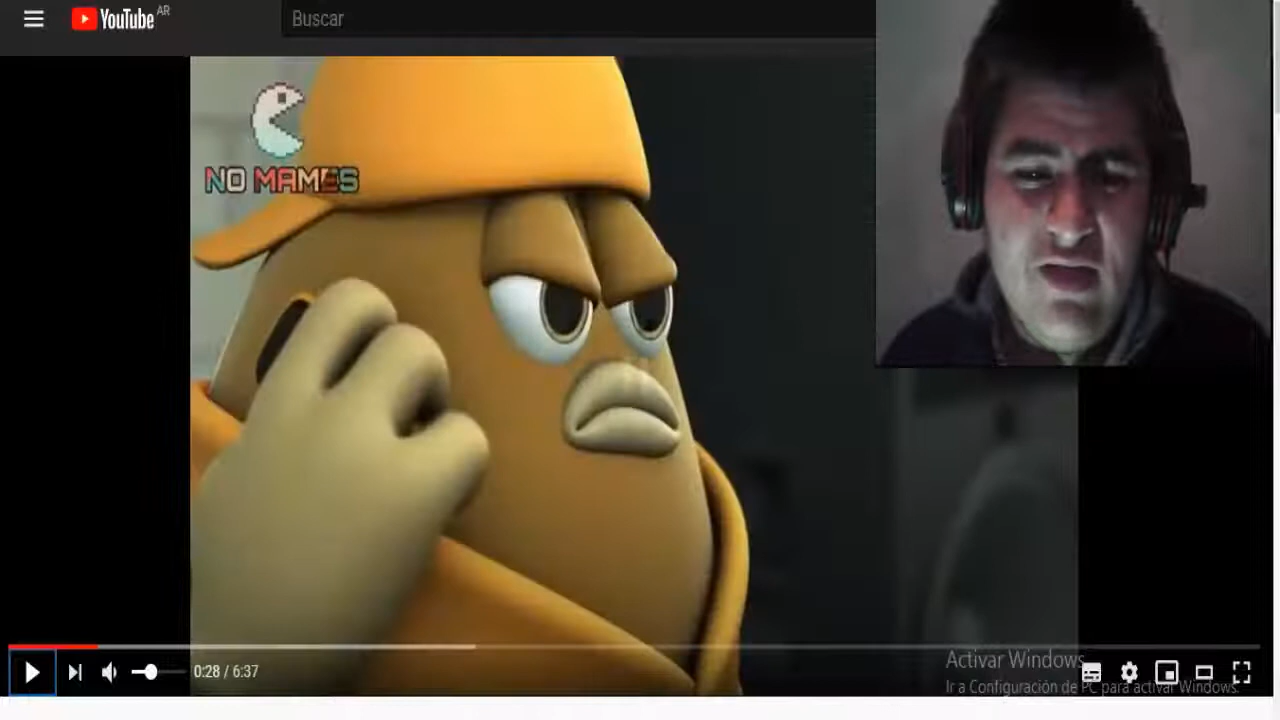 YouTube AR
Buscar
NO MAMES
0:28 / 6:37
Activar Windows
Ir a Configuración de PC para activar Windows.